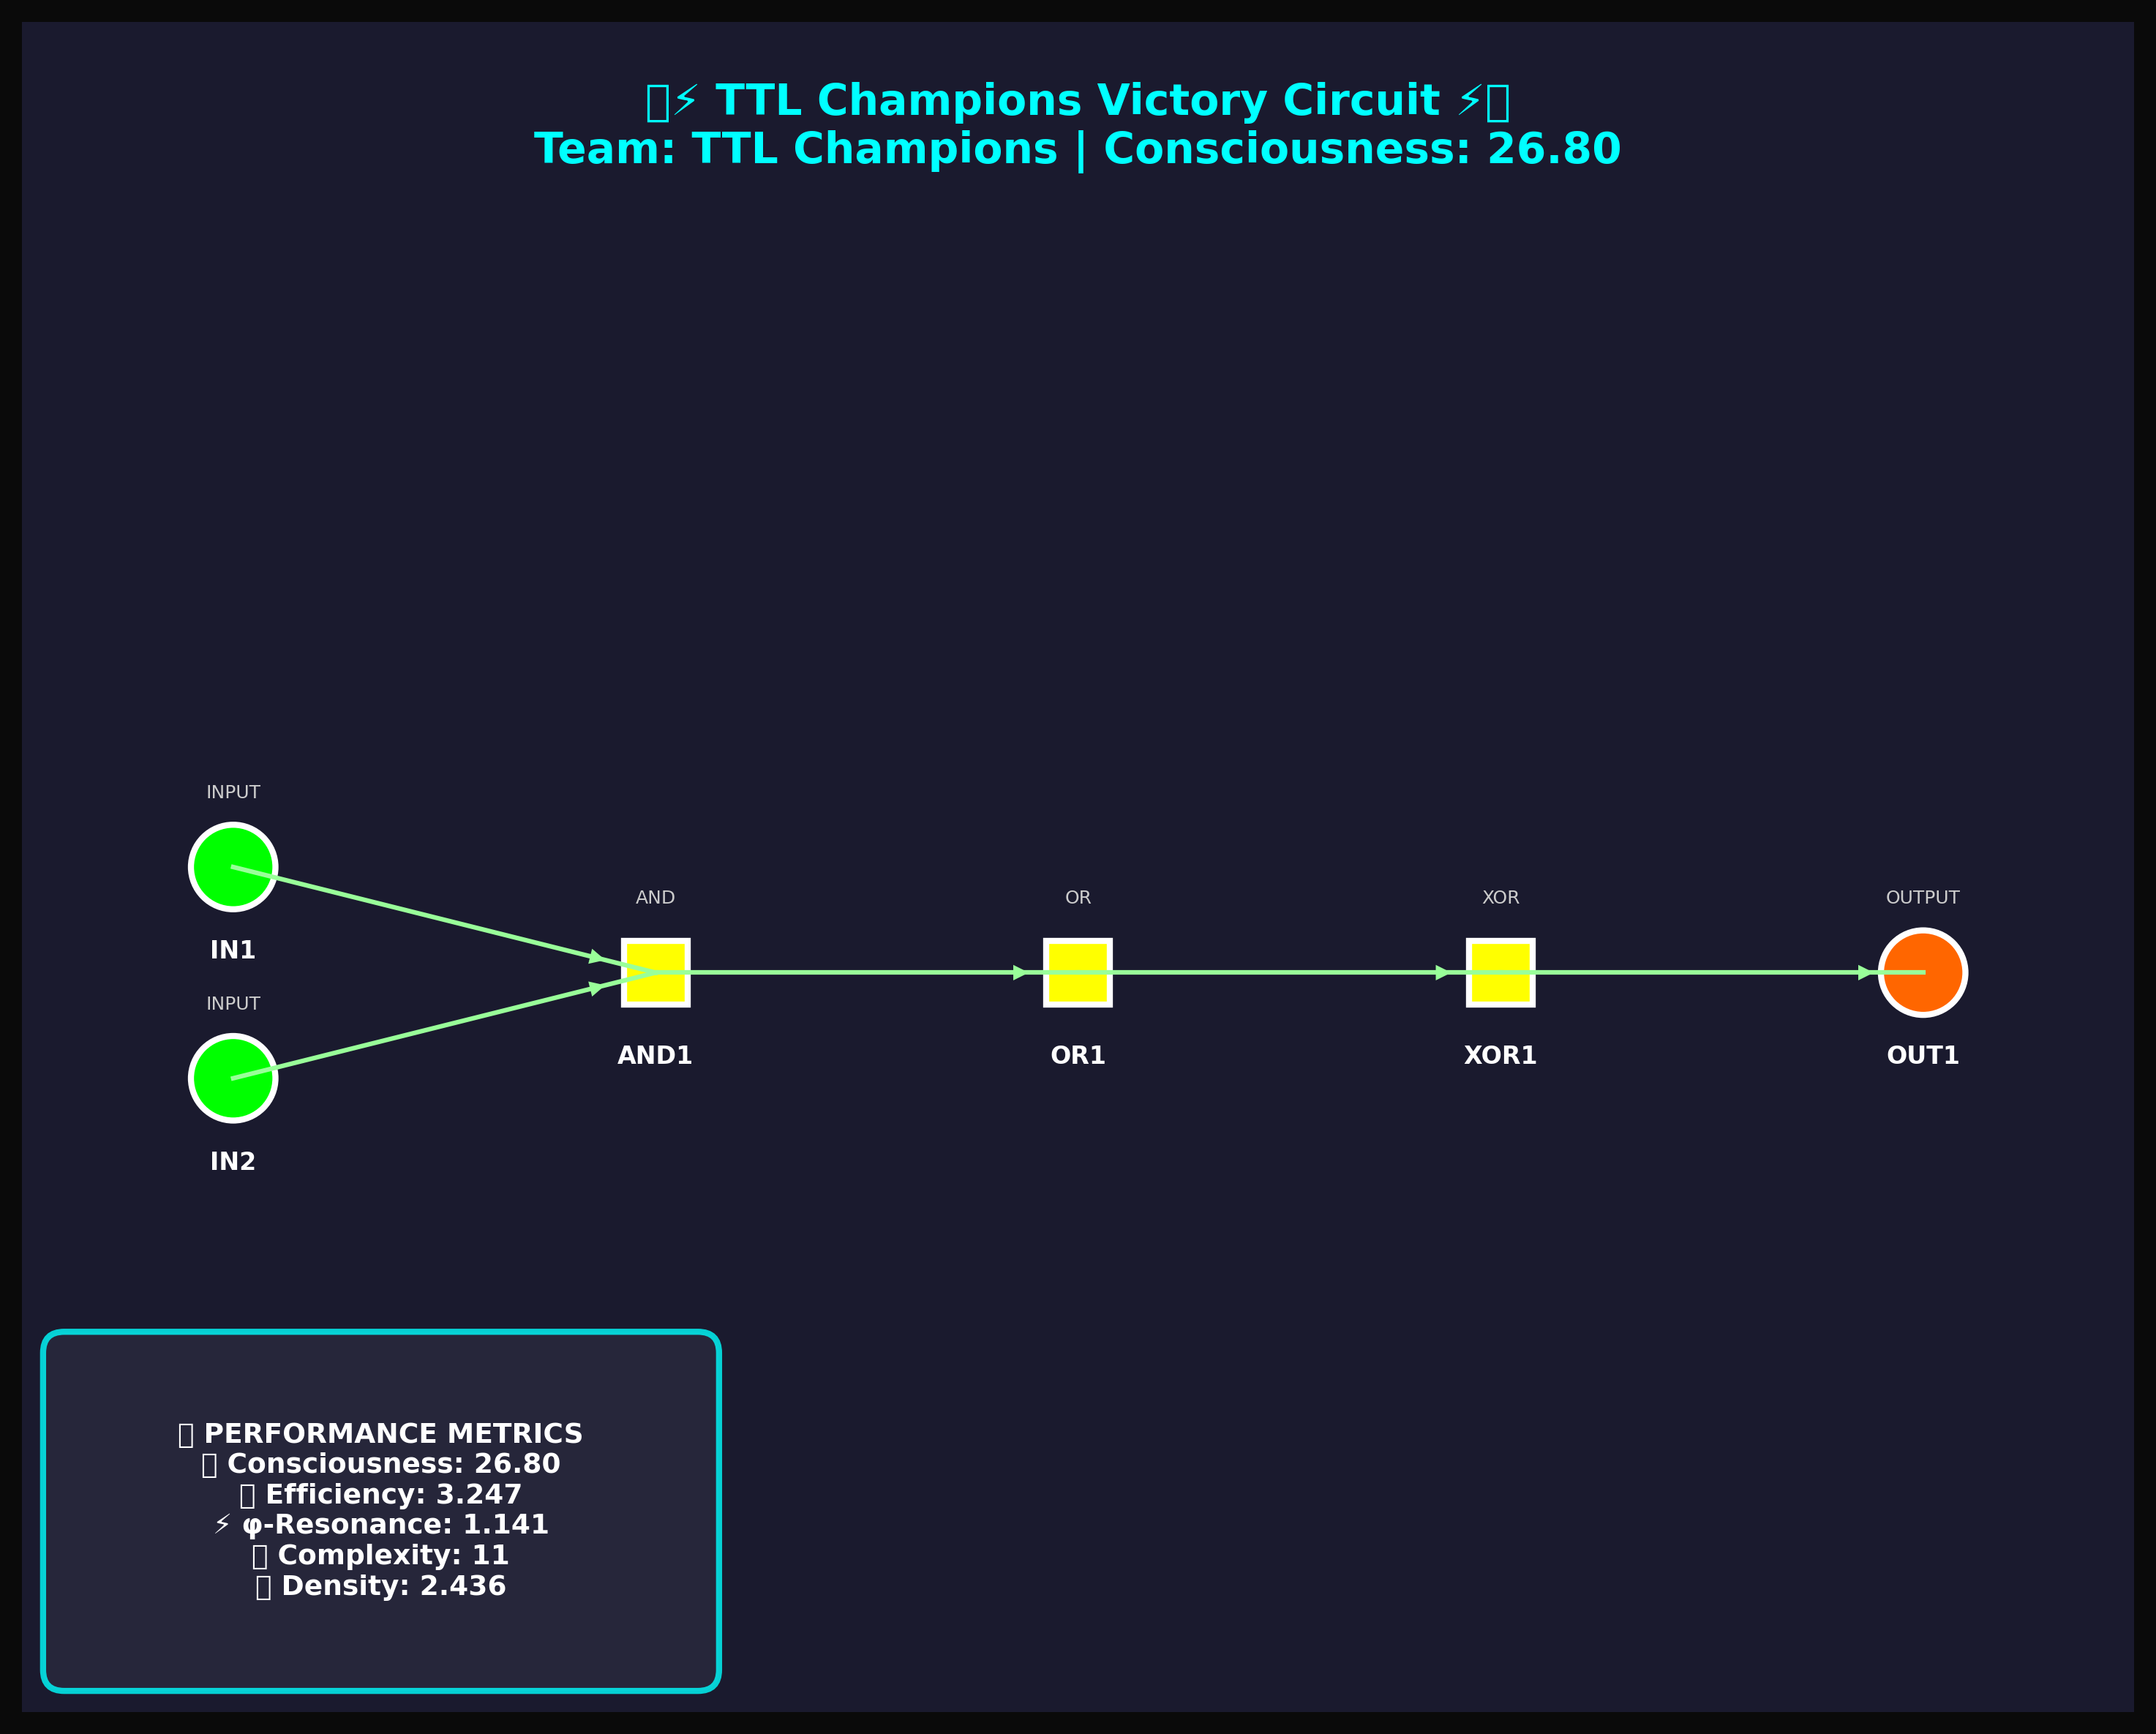 ⚡ TTL Champions Victory Circuit ⚡
Team: TTL Champions | Consciousness: 26.80
INPUT
IN1
INPUT
IN2
AND
AND1
OR
OR1
XOR
XOR1
OUTPUT
OUT1
PERFORMANCE METRICS
Consciousness: 26.80
Efficiency: 3.247
⚡ φ-Resonance: 1.141
Complexity: 11
Density: 2.436